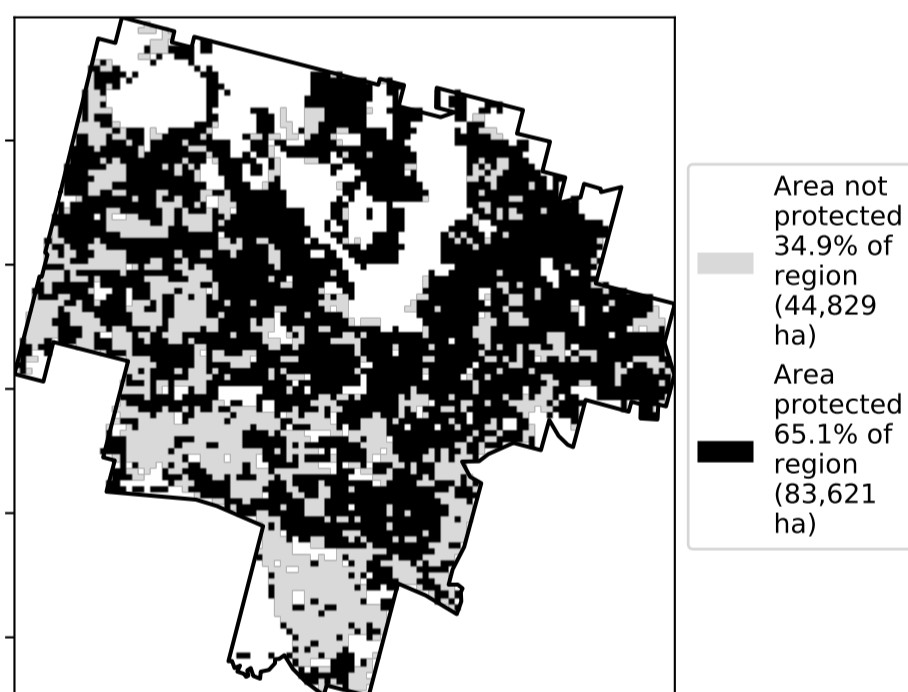 Area not
protected
34.9% of
region
(44,829
ha)
Area
protected
65.1% of
region
(83,621
ha)